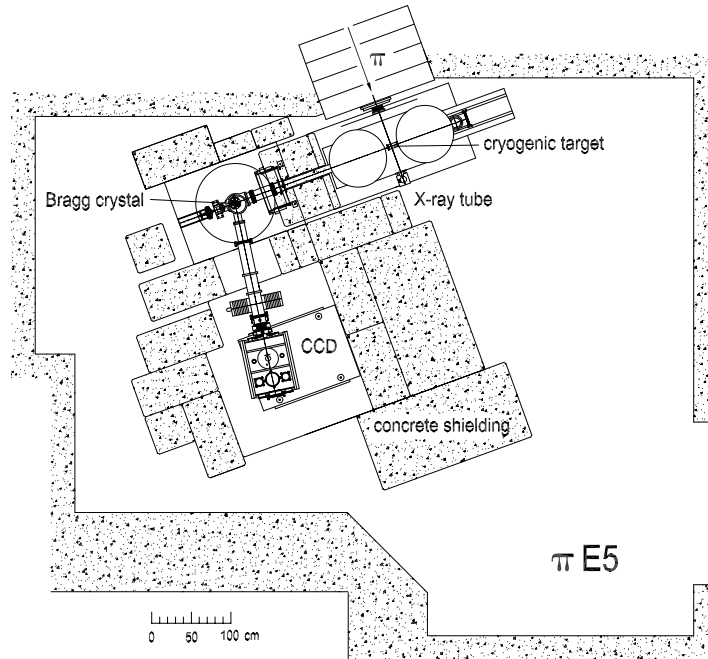 π
cryogenic target
Bragg crystal
X-ray tube
CCD
concrete shielding
π E5
0 50 100 cm